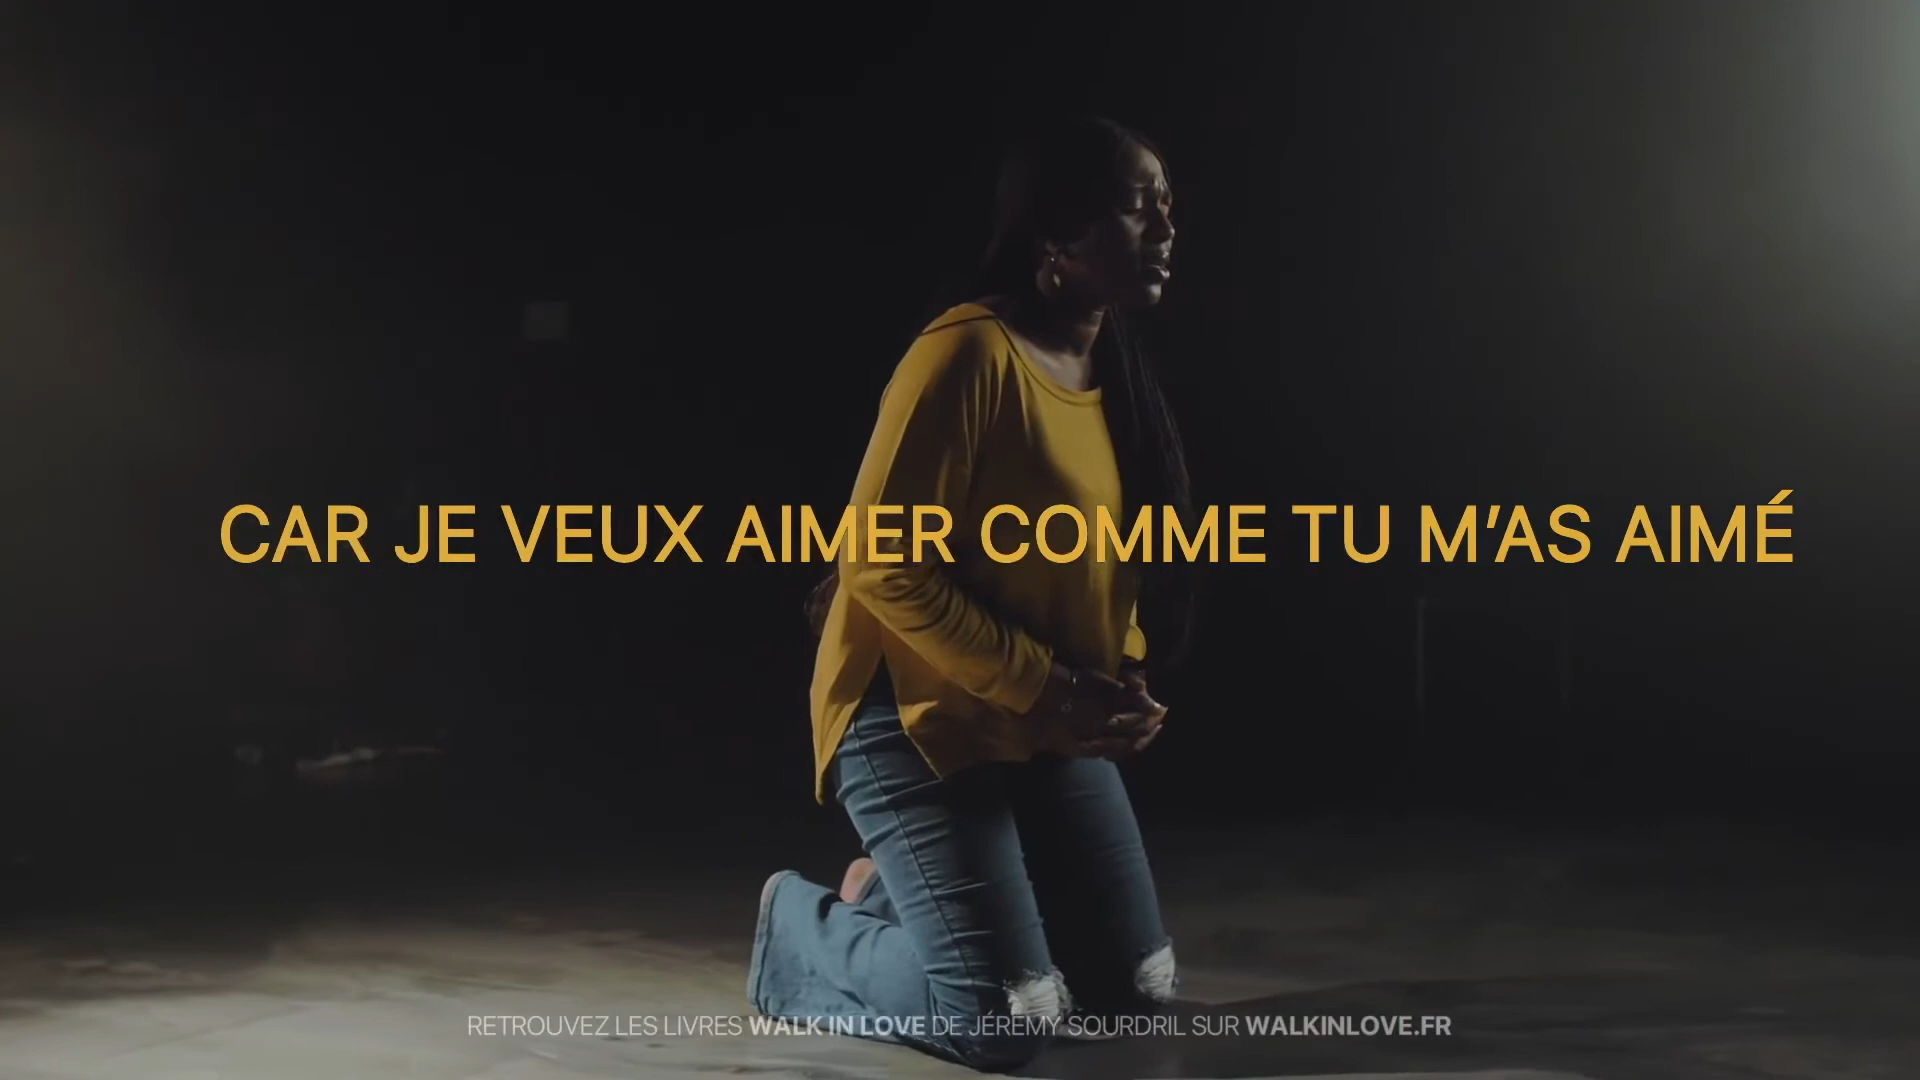 CAR JE VEUX AIMER COMME TU M’AS AIMÉ
RETROUVEZ LES LIVRES WALK IN LOVE DE JÉREMY SOURDRIL SUR WALKINLOVE.FR